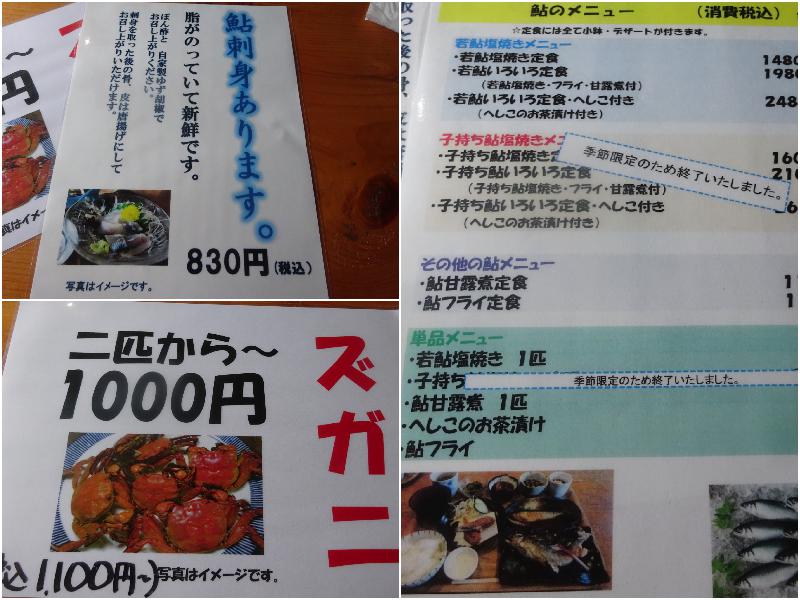 円
写真はイメー
鮎刺身あります。
脂がのっていて新鮮です。
ぽん酢と 自家製ゆず胡椒で
お召し上がりください。
刺身を取った後の骨、皮は唐揚げにして
お召し上がりいただけます。
830円(税込)
写真はイメージです。
二匹から～
1000円
ズガニ
込1,100円～)
写真はイメージです。
鮎のメニュー (消費税込)
☆定食には全て小鉢・デザートが付きます。
若鮎塩焼きメニュー
・若鮎塩焼き定食 1480
・若鮎いろいろ定食 1980
(若鮎塩焼き・フライ・甘露煮付)
・若鮎いろいろ定食・へしこ付き 248
(へしこのお茶漬け付き)
子持ち鮎塩焼きメニ
・子持ち鮎塩焼き定 160
季節限定のため終了いたしました。
・子持ち鮎いろいろ定食 210
(子持ち鮎塩焼き・フライ・甘露煮付)
・子持ち鮎いろいろ定食・へしこ付き
(へしこのお茶漬け付き)
その他の鮎メニュー
・鮎甘露煮定食
・鮎フライ定食
単品メニュー
・若鮎塩焼き 1匹
・子持ち
季節限定のため終了いたしました。
・鮎甘露煮 1匹
・へしこのお茶漬け
・鮎フライ